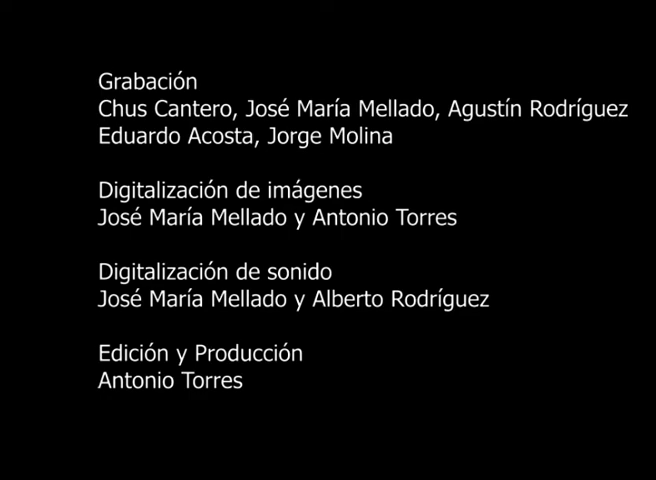 Grabación
Chus Cantero, José María Mellado, Agustín Rodríguez
Eduardo Acosta, Jorge Molina
Digitalización de imágenes
José María Mellado y Antonio Torres
Digitalización de sonido
José María Mellado y Alberto Rodríguez
Edición y Producción
Antonio Torres